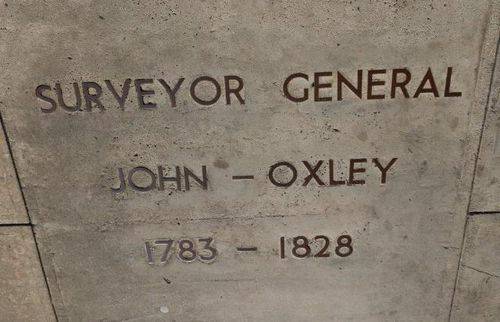 SURVEYOR GENERAL
JOHN – OXLEY
1783 – 1828